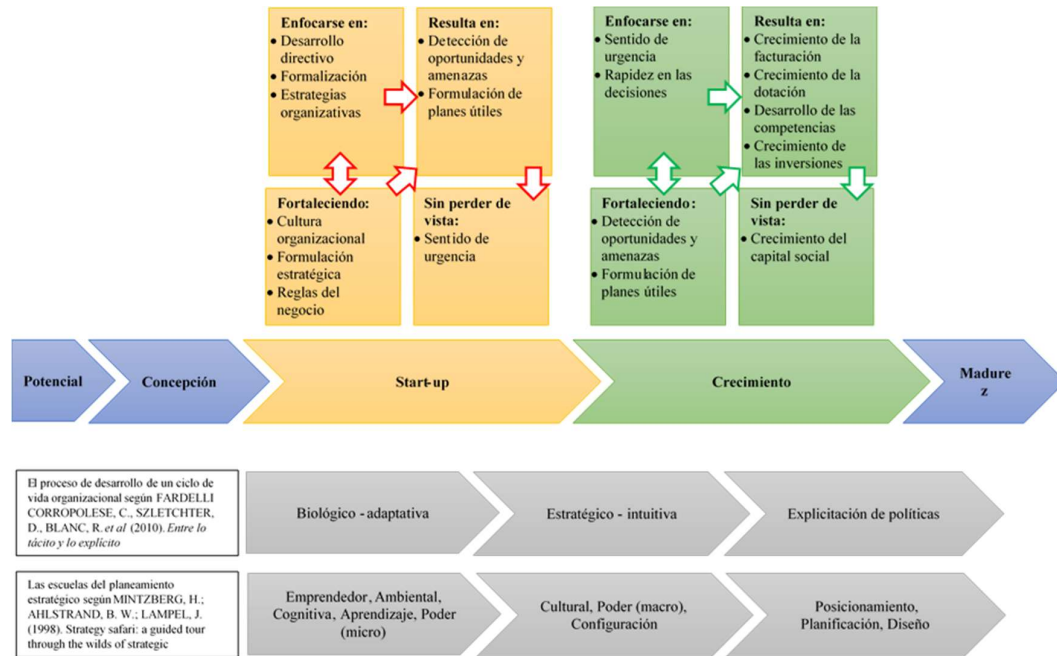 Enfocarse en:
• Desarrollo
directivo
• Formalización
• Estrategias
organizativas
Resulta en:
• Detección de
oportunidades y
amenazas
• Formulación de
planes útiles
Fortaleciendo:
• Cultura
organizacional
• Formulación
estratégica
• Reglas del
negocio
Sin perder de
vista:
• Sentido de
urgencia
Enfocarse en:
• Sentido de
urgencia
• Rapidez en las
decisiones
Resulta en:
• Crecimiento de la
facturación
• Crecimiento de la
dotación
• Desarrollo de las
competencias
• Crecimiento de
las inversiones
Fortaleciendo:
• Detección de
oportunidades y
amenazas
• Formulación de
planes útiles
Sin perder de
vista:
• Crecimiento del
capital social
Potencial
Concepción
Start-up
Crecimiento
Madure
z
El proceso de desarrollo de un ciclo de
vida organizacional según FARDELLI
CORROPOLESE, C., SZLETCHTER,
D., BLANC, R. et al (2010). Entre lo
tácito y lo explícito
Biológico - adaptativa
Estratégico - intuitiva
Explicitación de políticas
Las escuelas del planeamiento
estratégico según MINTZBERG, H.;
AHLSTRAND, B. W.; LAMPEL, J.
(1998). Strategy safari: a guided tour
through the wilds of strategic
Emprendedor, Ambiental,
Cognitiva, Aprendizaje, Poder
(micro)
Cultural, Poder (macro),
Configuración
Posicionamiento,
Planificación, Diseño